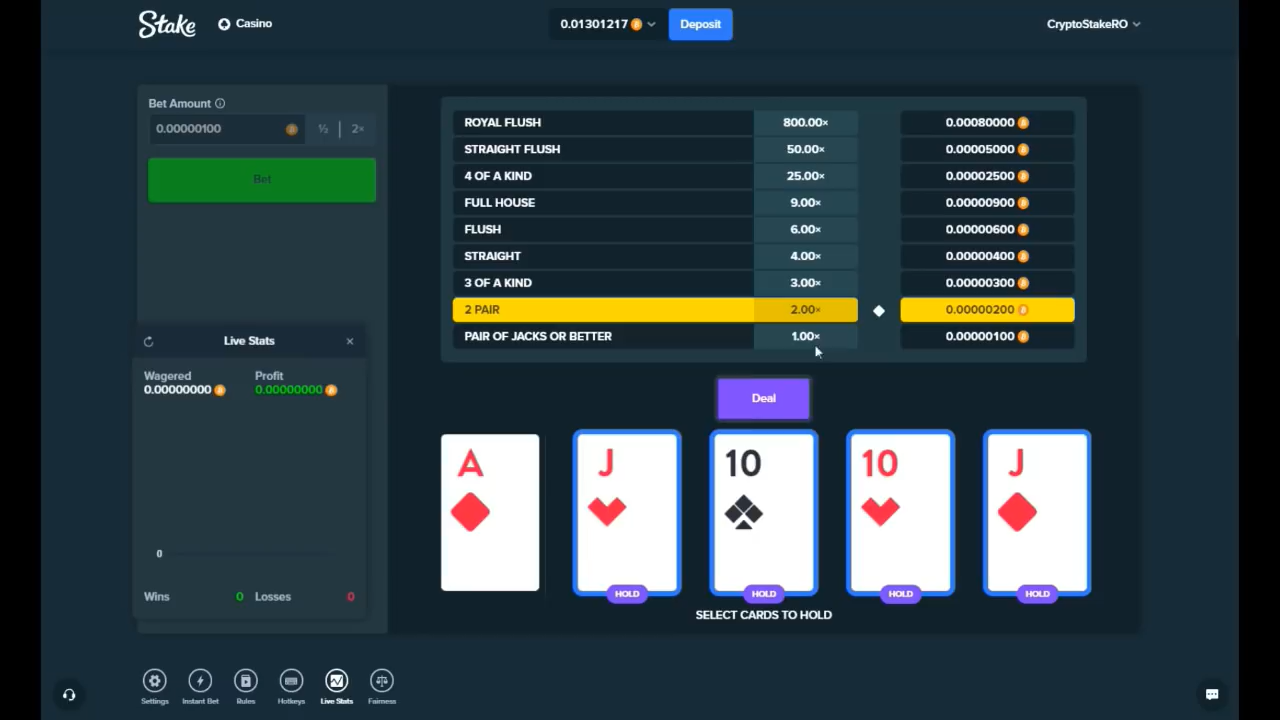 Stake
Casino
0.01301217
Deposit
CryptoStakeRO
Bet Amount
0.00000100
½
2×
Bet
ROYAL FLUSH 800.00× 0.00080000
STRAIGHT FLUSH 50.00× 0.00005000
4 OF A KIND 25.00× 0.00002500
FULL HOUSE 9.00× 0.00000900
FLUSH 6.00× 0.00000600
STRAIGHT 4.00× 0.00000400
3 OF A KIND 3.00× 0.00000300
2 PAIR 2.00× 0.00000200
PAIR OF JACKS OR BETTER 1.00× 0.00000100
Live Stats
Wagered Profit
0.00000000 0.00000000
0
Wins 0 Losses 0
Deal
A J 10 10 J
HOLD HOLD HOLD HOLD
SELECT CARDS TO HOLD
Settings Instant Bet Rules Hotkeys Live Stats Fairness